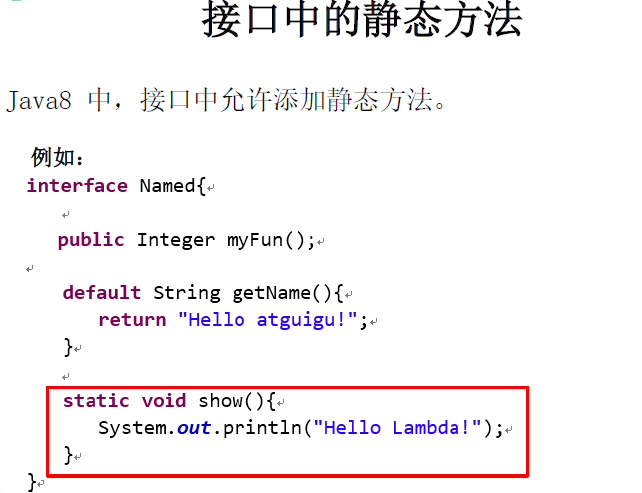 接口中的静态方法
Java8 中，接口中允许添加静态方法。
例如：
interface Named{
public Integer myFun();
default String getName(){
return "Hello atguigu!";
}
static void show(){
System.out.println("Hello Lambda!");
}
}